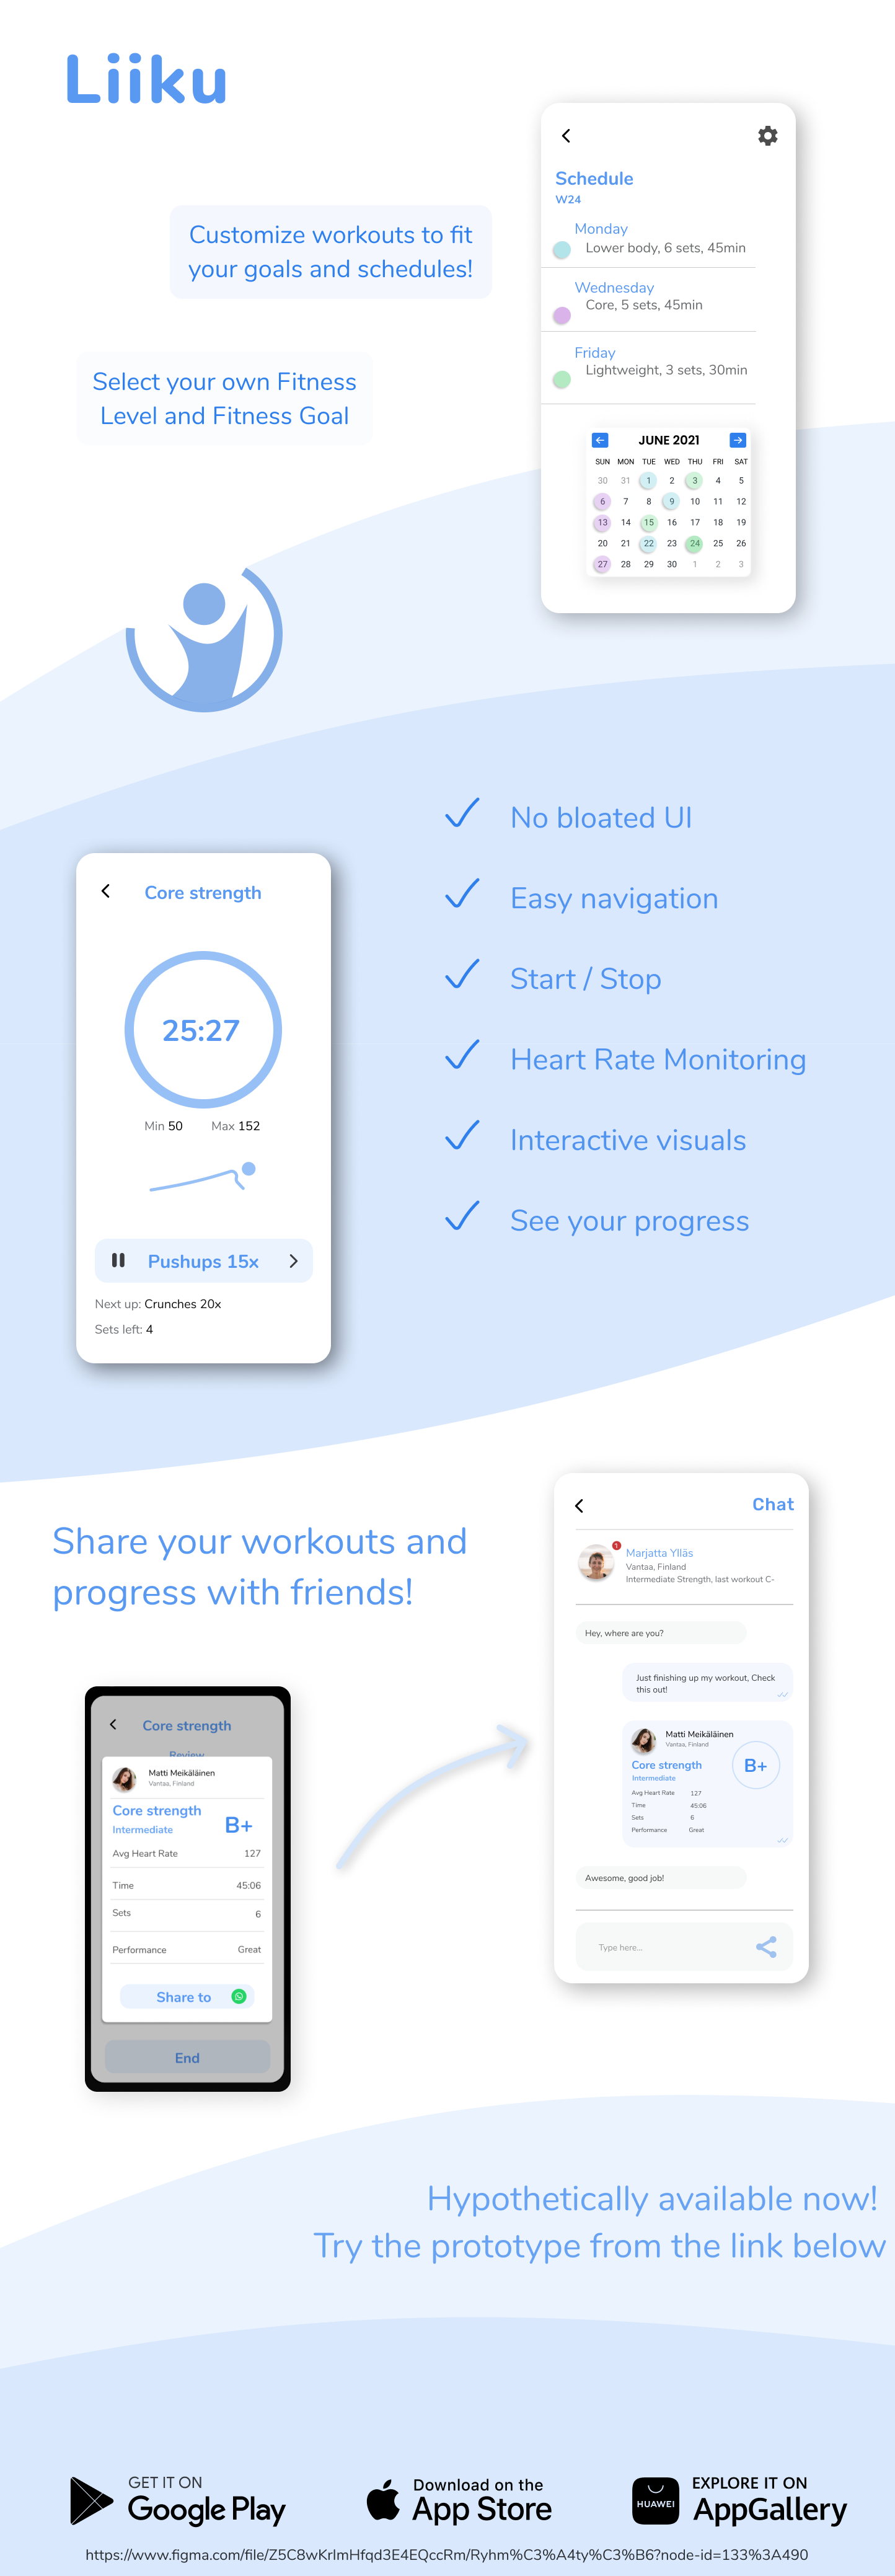 Liiku
Customize workouts to fit
your goals and schedules!
Select your own Fitness
Level and Fitness Goal
Schedule
W24
Monday
Lower body, 6 sets, 45min
Wednesday
Core, 5 sets, 45min
Friday
Lightweight, 3 sets, 30min
JUNE 2021
SUN MON TUE WED THU FRI SAT
30 31 1 2 3 4 5
6 7 8 9 10 11 12
13 14 15 16 17 18 19
20 21 22 23 24 25 26
27 28 29 30 1 2 3
Core strength
25:27
Min 50 Max 152
Pushups 15x
Next up: Crunches 20x
Sets left: 4
No bloated UI
Easy navigation
Start / Stop
Heart Rate Monitoring
Interactive visuals
See your progress
Share your workouts and
progress with friends!
Core strength
Review
Matti Meikäläinen
Vantaa, Finland
Core strength
Intermediate
B+
Avg Heart Rate 127
Time 45:06
Sets 6
Performance Great
Share to
End
Chat
1
Marjatta Ylläs
Vantaa, Finland
Intermediate Strength, last workout C-
Hey, where are you?
Just finishing up my workout, Check
this out!
Matti Meikäläinen
Vantaa, Finland
Core strength
Intermediate
B+
Avg Heart Rate 127
Time 45:06
Sets 6
Performance Great
Awesome, good job!
Type here...
Hypothetically available now!
Try the prototype from the link below
GET IT ON
Google Play
Download on the
App Store
HUAWEI
EXPLORE IT ON
AppGallery
https://www.figma.com/file/Z5C8wKrImHfqd3E4EQccRm/Ryhm%C3%A4ty%C3%B6?node-id=133%3A490